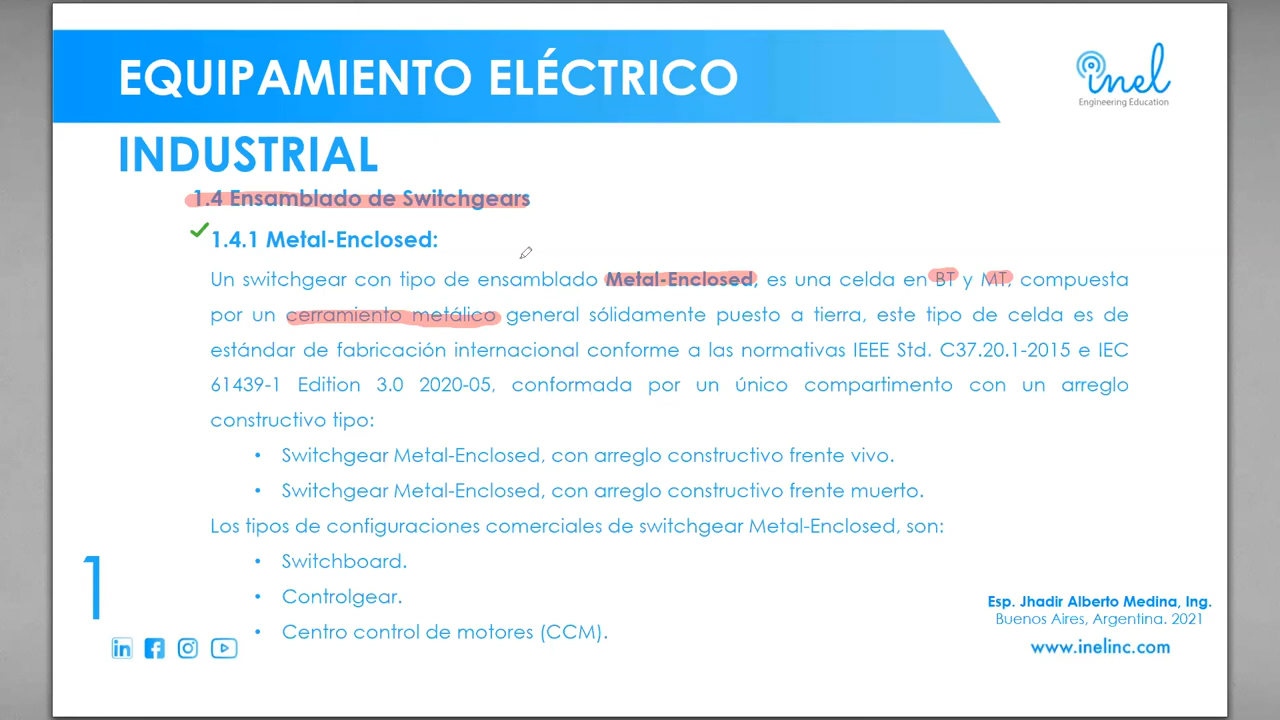 EQUIPAMIENTO ELÉCTRICO
inel
Engineering Education
INDUSTRIAL
1.4 Ensamblado de Switchgears
1.4.1 Metal-Enclosed:
Un switchgear con tipo de ensamblado Metal-Enclosed, es una celda en BT y MT, compuesta
por un cerramiento metálico general sólidamente puesto a tierra, este tipo de celda es de
estándar de fabricación internacional conforme a las normativas IEEE Std. C37.20.1-2015 e IEC
61439-1 Edition 3.0 2020-05, conformada por un único compartimento con un arreglo
constructivo tipo:
• Switchgear Metal-Enclosed, con arreglo constructivo frente vivo.
• Switchgear Metal-Enclosed, con arreglo constructivo frente muerto.
Los tipos de configuraciones comerciales de switchgear Metal-Enclosed, son:
• Switchboard.
• Controlgear.
• Centro control de motores (CCM).
1
Esp. Jhadir Alberto Medina, Ing.
Buenos Aires, Argentina. 2021
www.inelinc.com